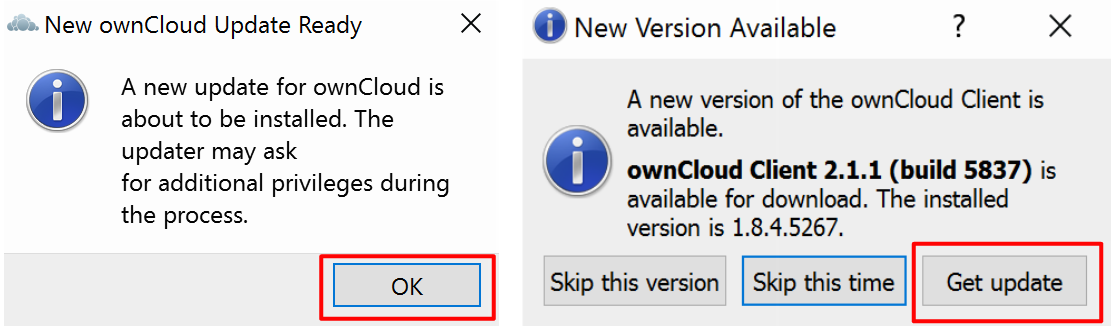 New ownCloud Update Ready
A new update for ownCloud is
about to be installed. The
updater may ask
for additional privileges during
the process.
OK
New Version Available
?
A new version of the ownCloud Client is
available.
ownCloud Client 2.1.1 (build 5837) is
available for download. The installed
version is 1.8.4.5267.
Skip this version
Skip this time
Get update